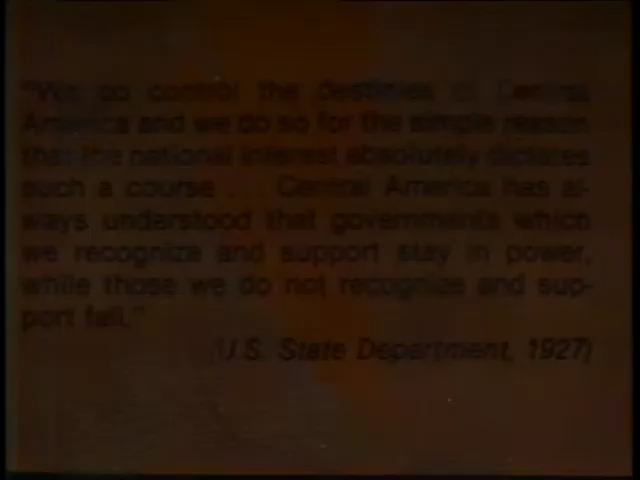 "We do control the destinies of Central
America and we do so for the simple reason
that the national interest absolutely dictates
such a course ... Central America has al-
ways understood that governments which
we recognize and support stay in power,
while those we do not recognize and sup-
port fall."
(U.S. State Department, 1927)